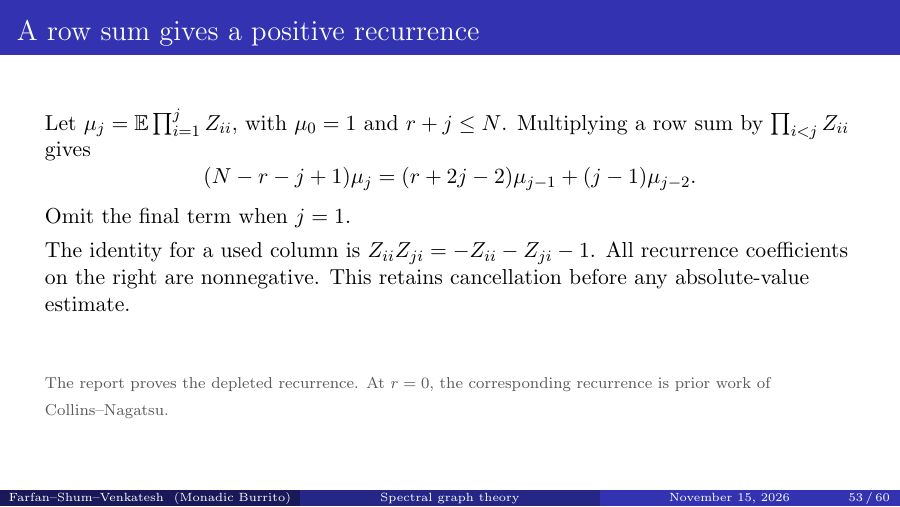 A row sum gives a positive recurrence
Let μ_j = 𝔼 ∏_{i=1}^{j} Z_{ii}, with μ_0 = 1 and r + j ≤ N. Multiplying a row sum by ∏_{i<j} Z_{ii}
gives
(N − r − j + 1)μ_j = (r + 2j − 2)μ_{j−1} + (j − 1)μ_{j−2}.
Omit the final term when j = 1.
The identity for a used column is Z_{ii}Z_{ji} = −Z_{ii} − Z_{ji} − 1. All recurrence coefficients
on the right are nonnegative. This retains cancellation before any absolute-value
estimate.
The report proves the depleted recurrence. At r = 0, the corresponding recurrence is prior work of
Collins–Nagatsu.
Farfan–Shum–Venkatesh (Monadic Burrito) Spectral graph theory November 15, 2026 53 / 60